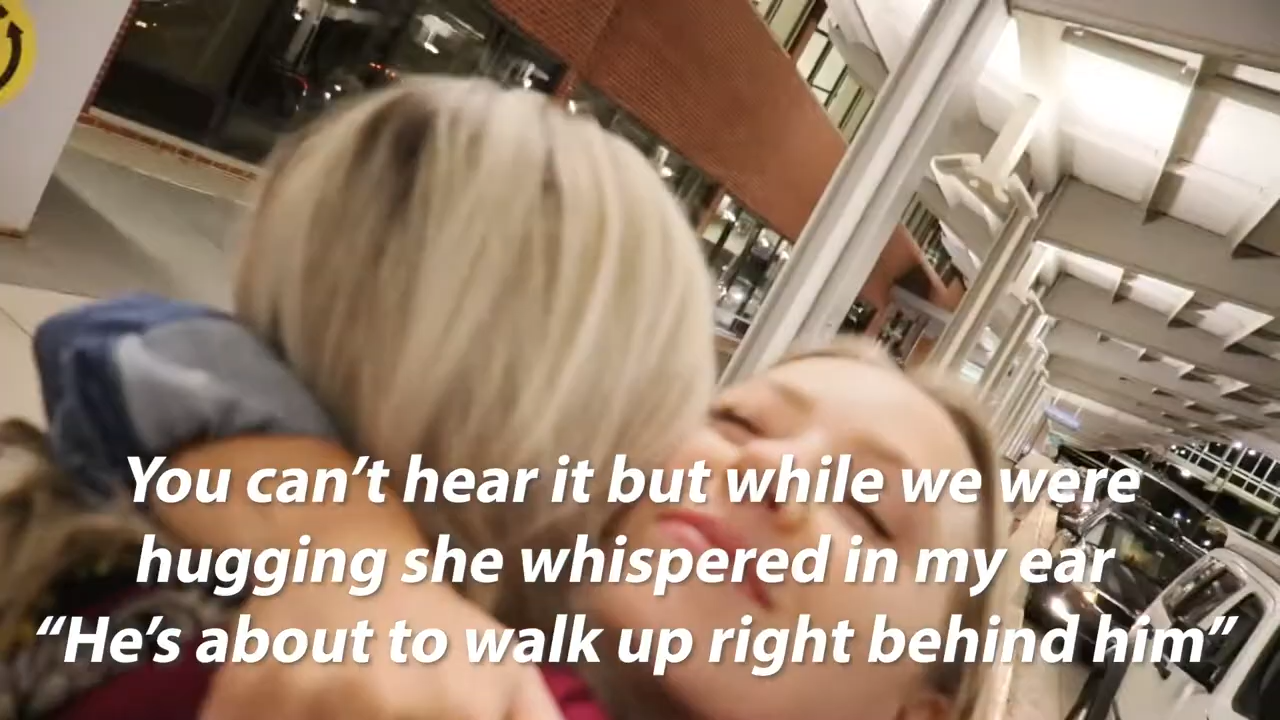 You can’t hear it but while we were
hugging she whispered in my ear
“He’s about to walk up right behind him”